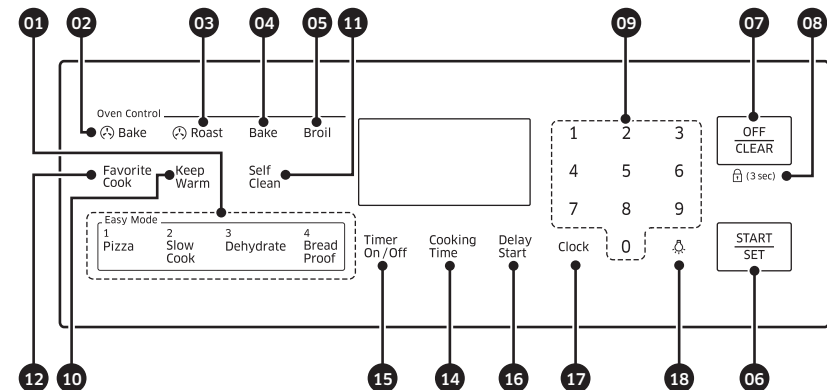 01
02
03
04
05
11
09
07
08
Oven Control
Bake
Roast
Bake
Broil
Favorite
Cook
Keep
Warm
Self
Clean
Easy Mode
1
Pizza
2
Slow
Cook
3
Dehydrate
4
Bread
Proof
Timer
On/Off
Cooking
Time
Delay
Start
Clock
1 2 3
4 5 6
7 8 9
0
OFF
CLEAR
(3 sec)
START
SET
12
10
15
14
16
17
18
06